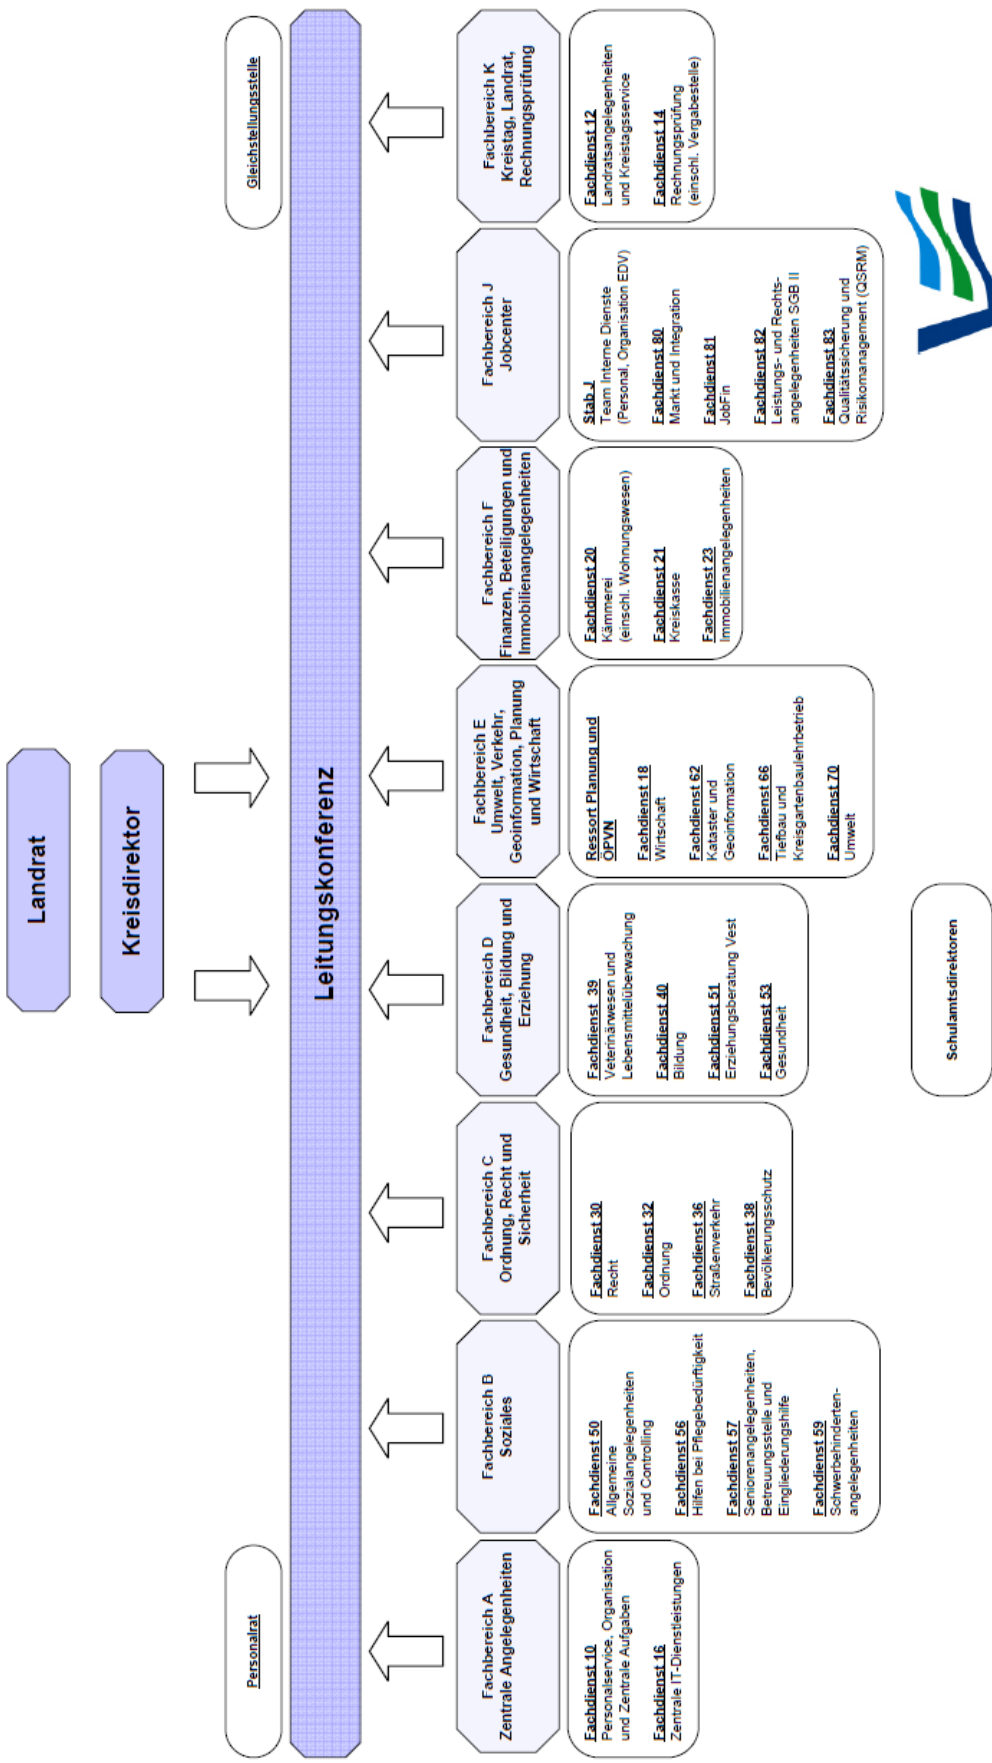 Landrat
Kreisdirektor
Personalrat
Gleichstellungsstelle
Leitungskonferenz
Fachbereich A
Zentrale Angelegenheiten
Fachdienst 10
Personalservice, Organisation
und Zentrale Aufgaben
Fachdienst 16
Zentrale IT-Dienstleistungen
Fachbereich B
Soziales
Fachdienst 50
Allgemeine
Sozialangelegenheiten
und Controlling
Fachdienst 56
Hilfen bei Pflegebedürftigkeit
Fachdienst 57
Seniorenangelegenheiten,
Betreuungsstelle und
Eingliederungshilfe
Fachdienst 59
Schwerbehinderten-
angelegenheiten
Fachbereich C
Ordnung, Recht und
Sicherheit
Fachdienst 30
Recht
Fachdienst 32
Ordnung
Fachdienst 36
Straßenverkehr
Fachdienst 38
Bevölkerungsschutz
Fachbereich D
Gesundheit, Bildung und
Erziehung
Fachdienst 39
Veterinärwesen und
Lebensmittelüberwachung
Fachdienst 40
Bildung
Fachdienst 51
Erziehungsberatung Vest
Fachdienst 53
Gesundheit
Schulamtsdirektoren
Fachbereich E
Umwelt, Verkehr,
Geoinformation, Planung
und Wirtschaft
Ressort Planung und
ÖPVN
Fachdienst 18
Wirtschaft
Fachdienst 62
Kataster und
Geoinformation
Fachdienst 66
Tiefbau und
Kreisgartenbaulehrbetrieb
Fachdienst 70
Umwelt
Fachbereich F
Finanzen, Beteiligungen und
Immobilienangelegenheiten
Fachdienst 20
Kämmerei
(einschl. Wohnungswesen)
Fachdienst 21
Kreiskasse
Fachdienst 23
Immobilienangelegenheiten
Fachbereich J
Jobcenter
Stab J
Team Interne Dienste
(Personal, Organisation EDV)
Fachdienst 80
Markt und Integration
Fachdienst 81
JobFin
Fachdienst 82
Leistungs- und Rechts-
angelegenheiten SGB II
Fachdienst 83
Qualitätssicherung und
Risikomanagement (QSRM)
Fachbereich K
Kreistag, Landrat,
Rechnungsprüfung
Fachdienst 12
Landratsangelegenheiten
und Kreistagsservice
Fachdienst 14
Rechnungsprüfung
(einschl. Vergabestelle)